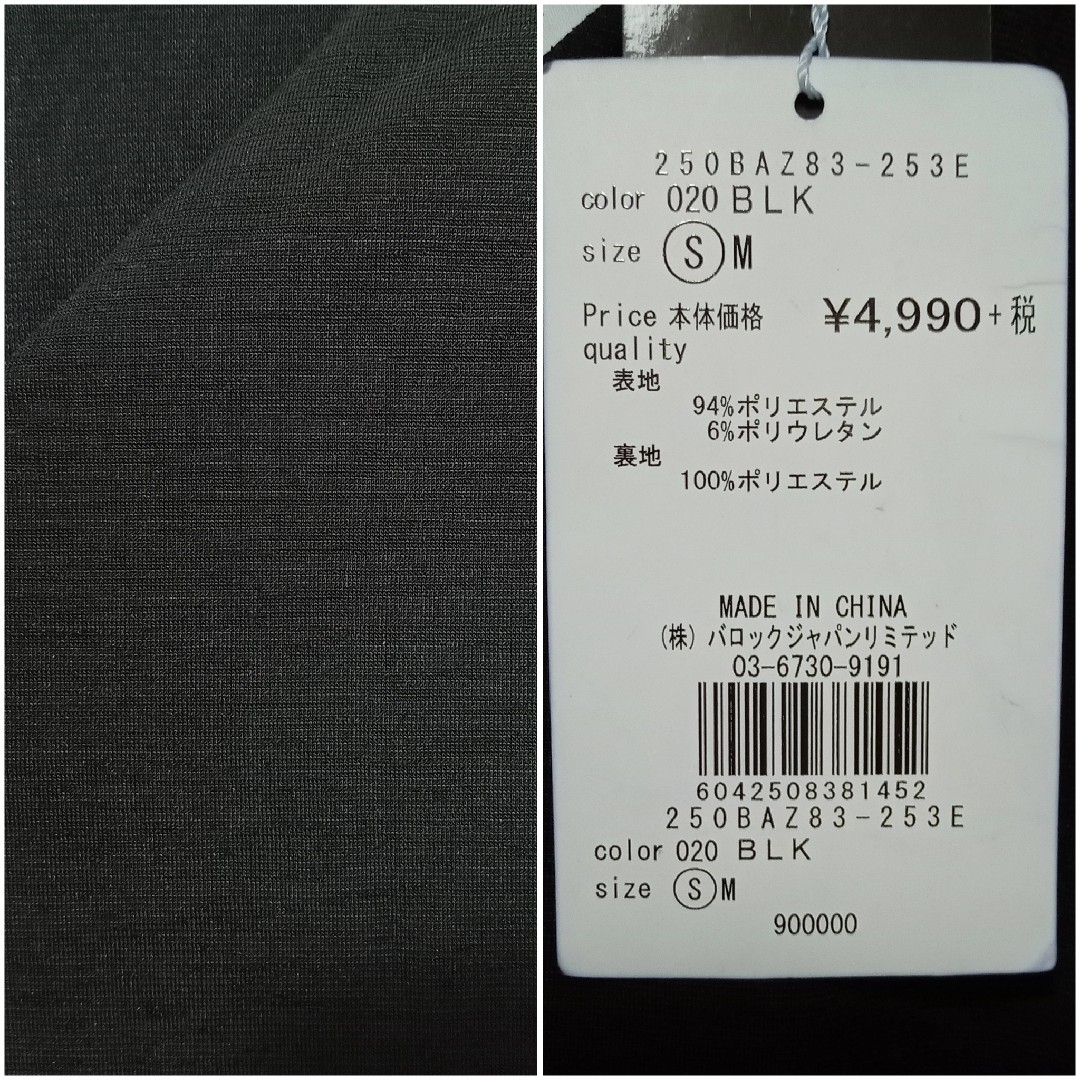 250BAZ83-253E
color 020 BLK
size S M
Price 本体価格 ¥4,990+税
quality
表地
94%ポリエステル
6%ポリウレタン
裏地
100%ポリエステル
MADE IN CHINA
(株) バロックジャパンリミテッド
03-6730-9191
6042508381452
250BAZ83-253E
color 020 BLK
size S M
900000